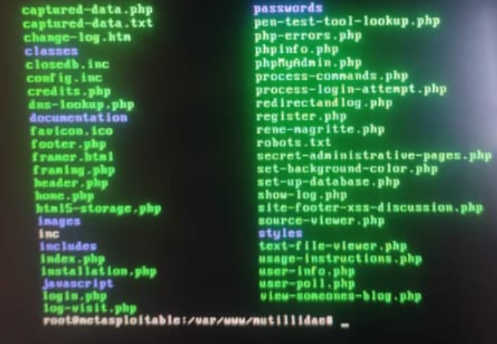 captured-data.php
captured-data.txt
change-log.htm
classes
closedb.inc
config.inc
credits.php
dns-lookup.php
documentation
favicon.ico
footer.php
framer.html
framing.php
header.php
home.php
html5-storage.php
images
inc
includes
index.php
installation.php
javascript
login.php
log-visit.php
passwords
pen-test-tool-lookup.php
php-errors.php
phpinfo.php
phpMyAdmin.php
process-commands.php
process-login-attempt.php
redirectandlog.php
register.php
rene-magritte.php
robots.txt
secret-administrative-pages.php
set-background-color.php
set-up-database.php
show-log.php
site-footer-xss-discussion.php
source-viewer.php
styles
text-file-viewer.php
usage-instructions.php
user-info.php
user-poll.php
view-someones-blog.php
root@metasploitable:/var/www/mutillidae# _